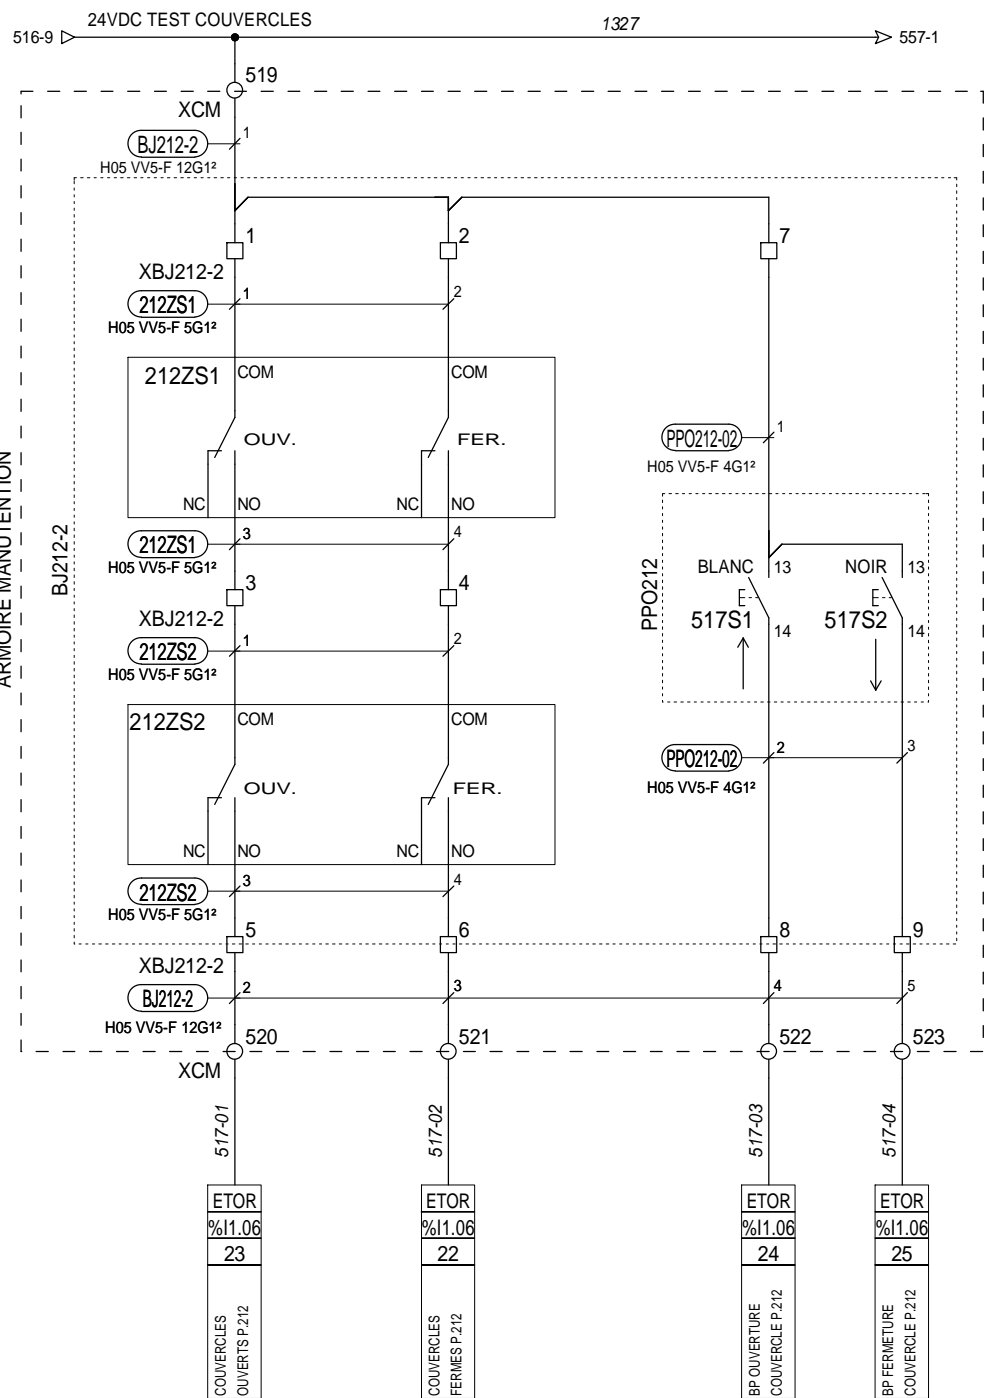 24VDC TEST COUVERCLES
1327
516-9
557-1
519
XCM
BJ212-2
1
H05 VV5-F 12G1²
1
2
7
XBJ212-2
212ZS1
1
2
H05 VV5-F 5G1²
212ZS1
COM
COM
OUV.
FER.
PPO212-02
1
H05 VV5-F 4G1²
NC
NO
NC
NO
ARMOIRE MANUTENTION
BJ212-2
212ZS1
3
4
H05 VV5-F 5G1²
3
4
PPO212
BLANC
13
NOIR
13
517S1
14
517S2
14
XBJ212-2
212ZS2
1
2
H05 VV5-F 5G1²
212ZS2
COM
COM
PPO212-02
2
3
H05 VV5-F 4G1²
OUV.
FER.
NC
NO
NC
NO
212ZS2
3
4
H05 VV5-F 5G1²
5
6
8
9
XBJ212-2
BJ212-2
2
3
4
5
H05 VV5-F 12G1²
520
521
522
523
XCM
517-01
517-02
517-03
517-04
ETOR
ETOR
ETOR
ETOR
%I1.06
%I1.06
%I1.06
%I1.06
23
22
24
25
COUVERCLES
OUVERTS P.212
COUVERCLES
FERMES P.212
BP OUVERTURE
COUVERCLE P.212
BP FERMETURE
COUVERCLE P.212